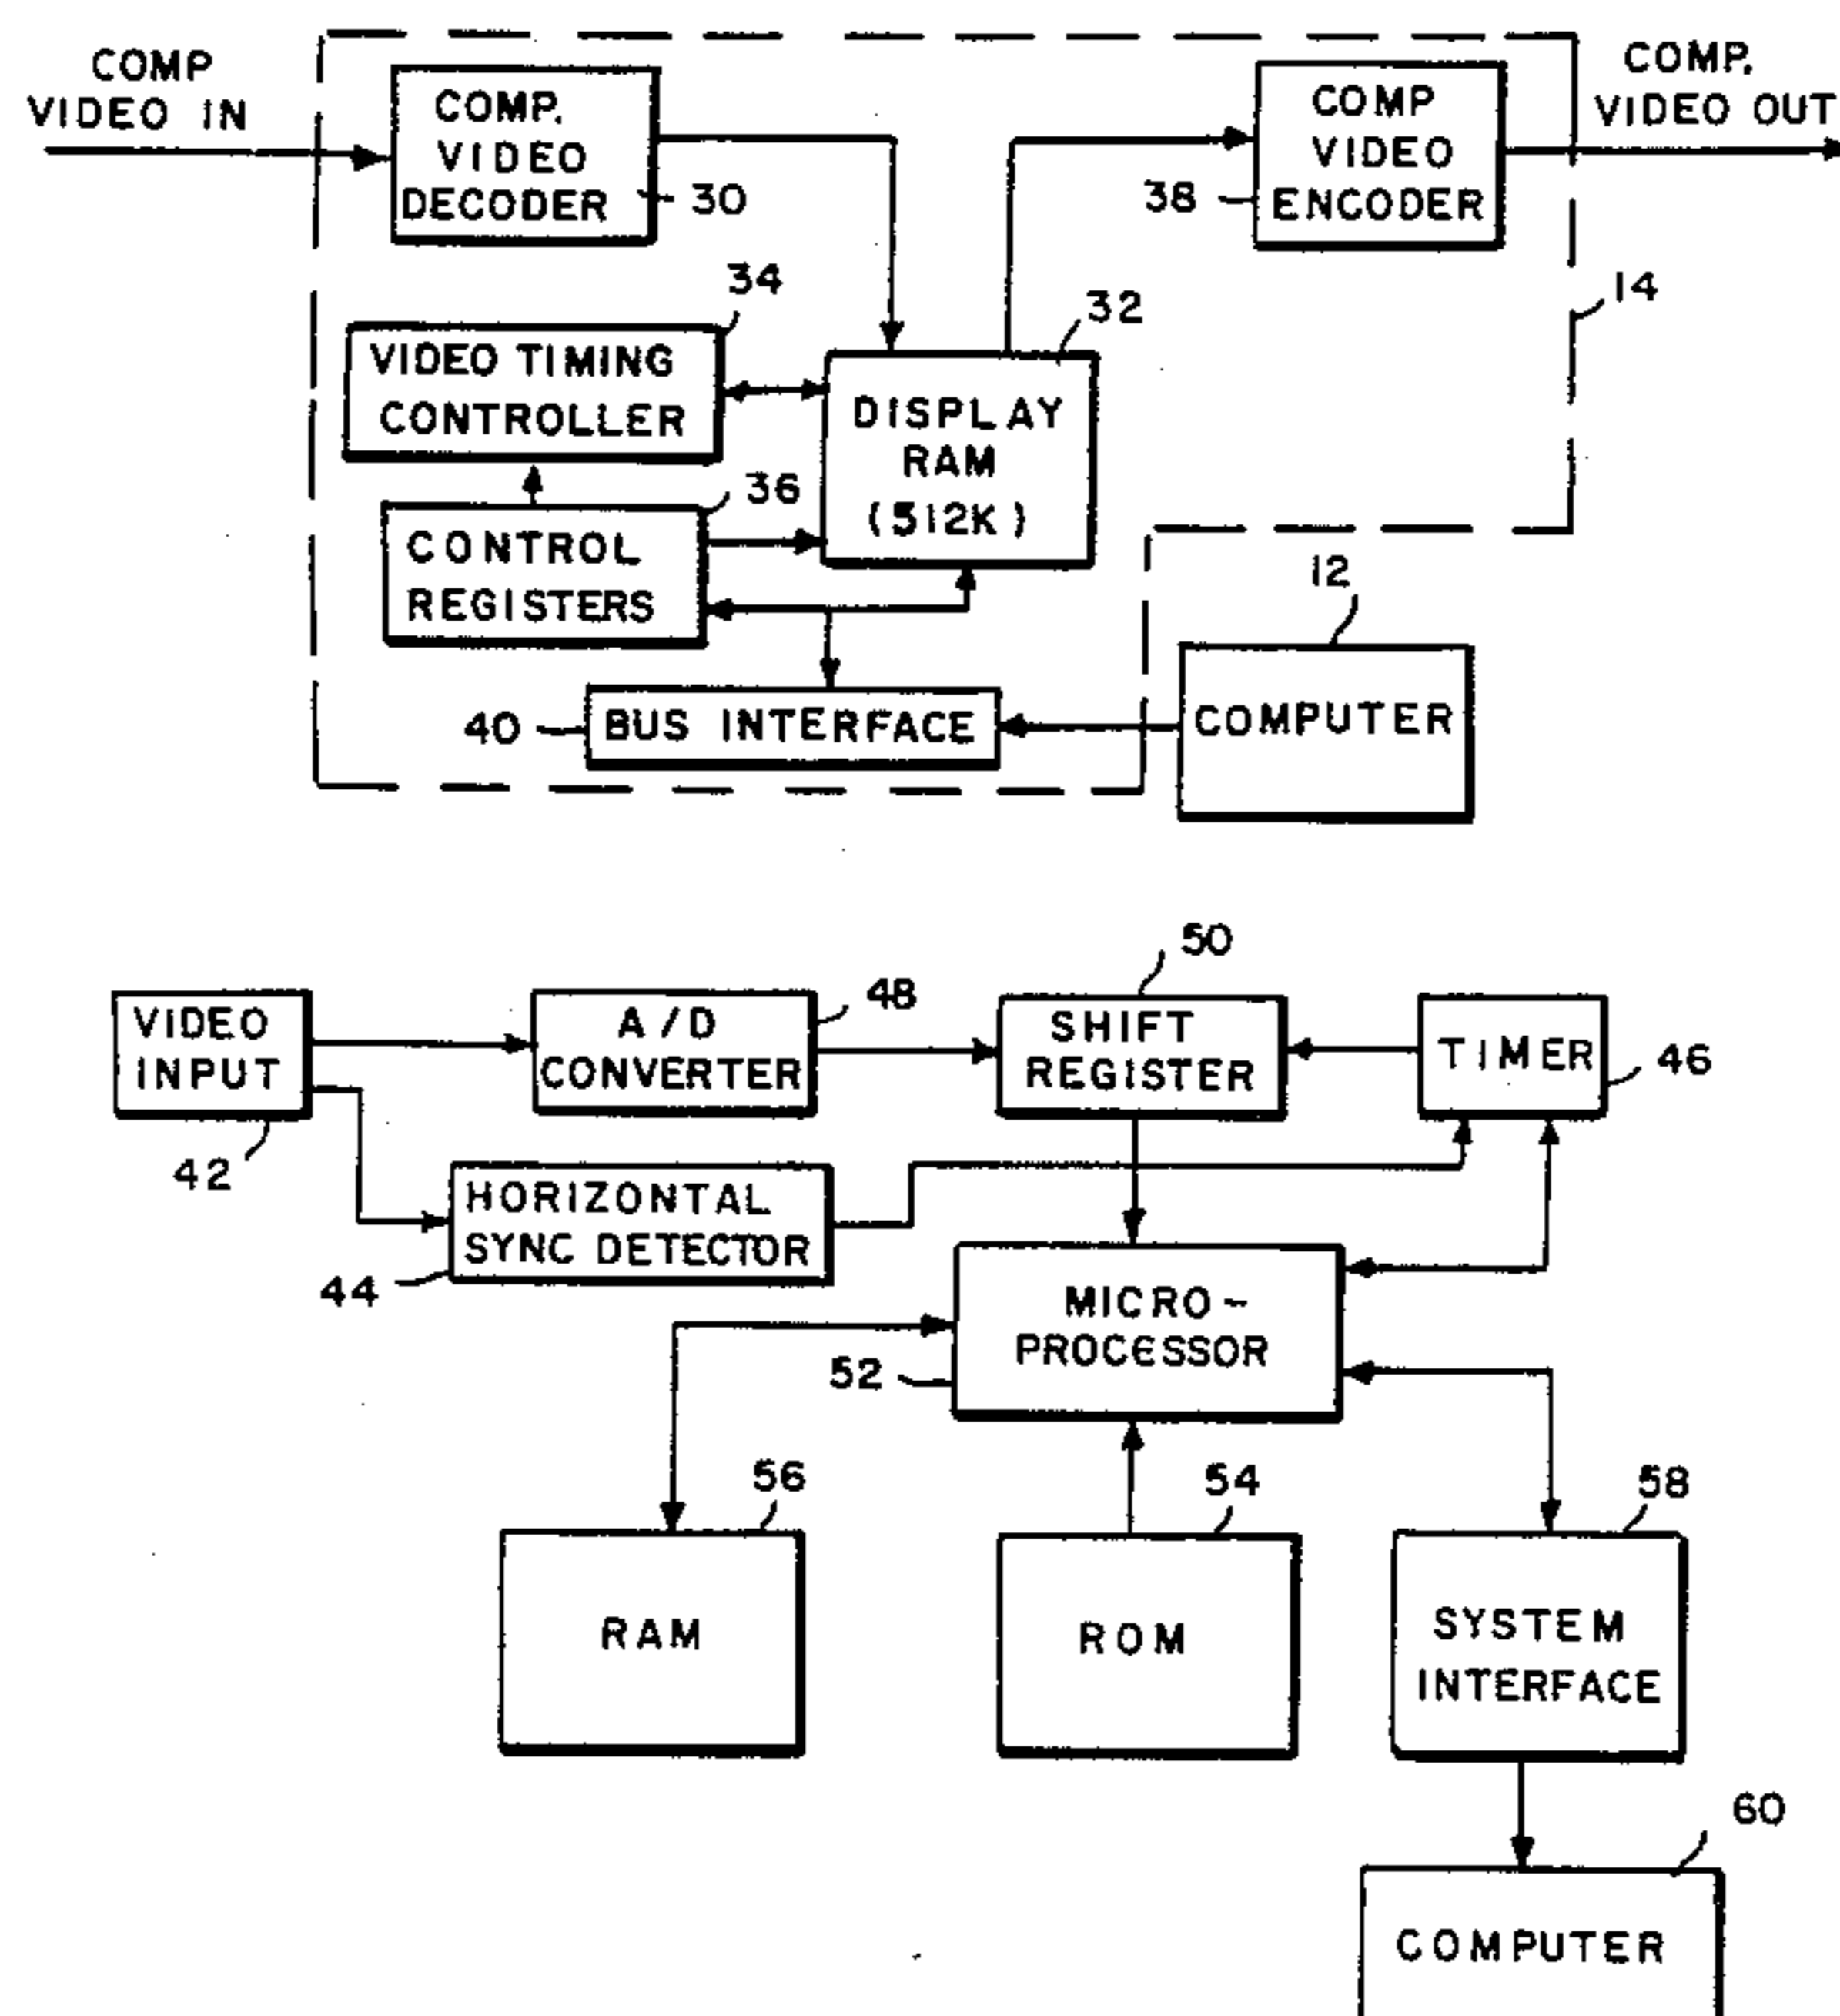 COMP
VIDEO IN
COMP.
VIDEO
DECODER
30
COMP
VIDEO
ENCODER
38
COMP.
VIDEO OUT
14
34
VIDEO TIMING
CONTROLLER
32
DISPLAY
RAM
(512K)
36
CONTROL
REGISTERS
12
COMPUTER
40
BUS INTERFACE
VIDEO
INPUT
42
A/D
CONVERTER
48
50
SHIFT
REGISTER
TIMER
46
HORIZONTAL
SYNC DETECTOR
44
MICRO-
PROCESSOR
52
56
RAM
54
ROM
58
SYSTEM
INTERFACE
60
COMPUTER